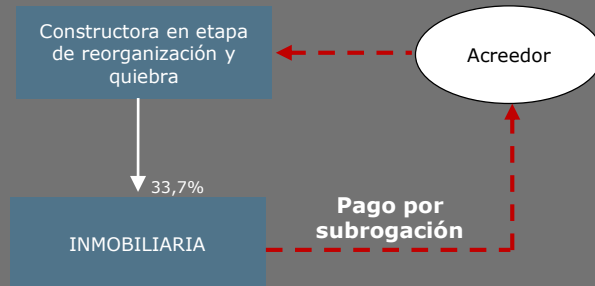 Constructora en etapa
de reorganización y
quiebra
Acreedor
33,7%
INMOBILIARIA
Pago por
subrogación